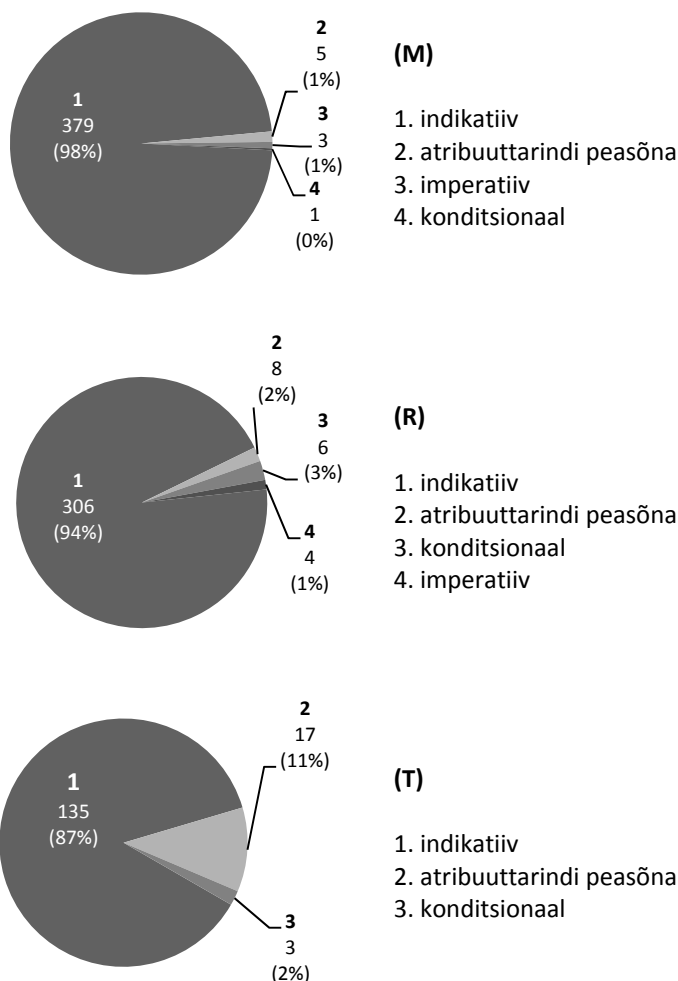 2
5
(1%)
1
379
(98%)
3
3
(1%)
4
1
(0%)
(M)
1. indikatiiv
2. atribuuttarindi peasõna
3. imperatiiv
4. konditsionaal
2
8
(2%)
3
6
(3%)
1
306
(94%)
4
4
(1%)
(R)
1. indikatiiv
2. atribuuttarindi peasõna
3. konditsionaal
4. imperatiiv
2
17
(11%)
1
135
(87%)
3
3
(2%)
(T)
1. indikatiiv
2. atribuuttarindi peasõna
3. konditsionaal